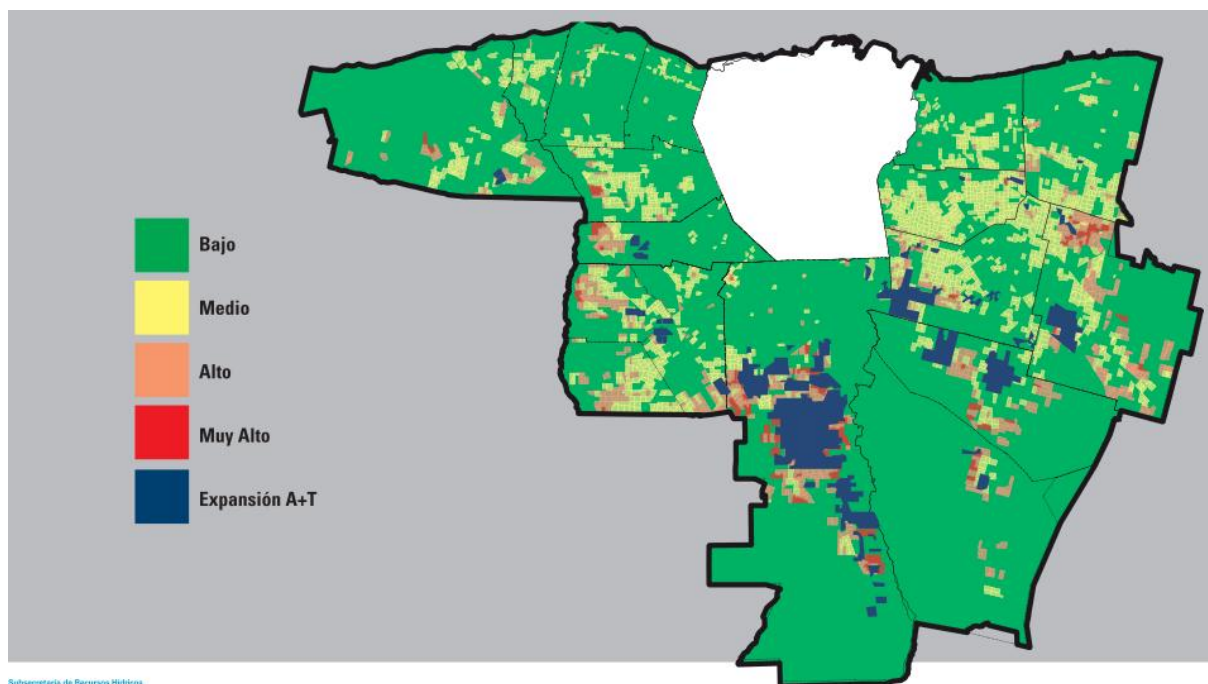 Bajo
Medio
Alto
Muy Alto
Expansión A+T
Subsecretaría de Recursos Hídricos